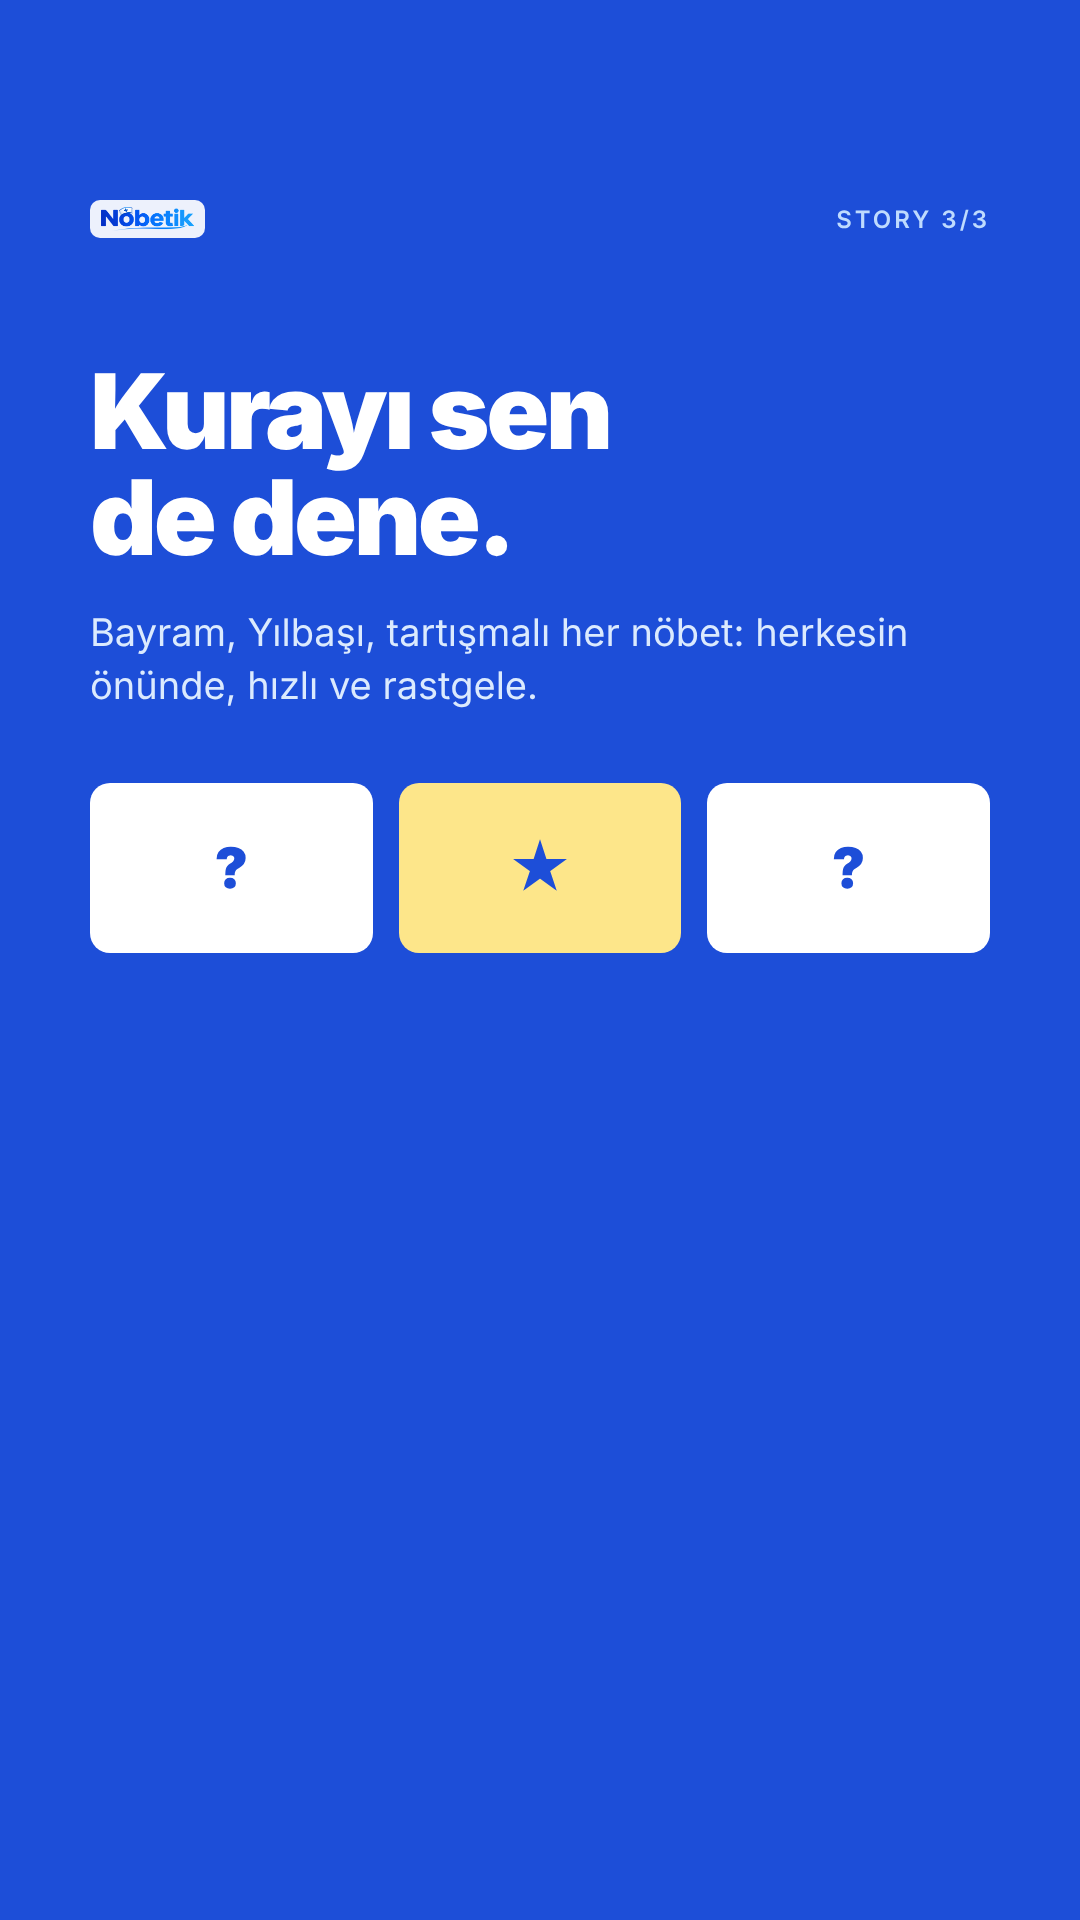 Nöbetik
STORY 3/3
Kurayı sen
de dene.
Bayram, Yılbaşı, tartışmalı her nöbet: herkesin
önünde, hızlı ve rastgele.
? ★ ?